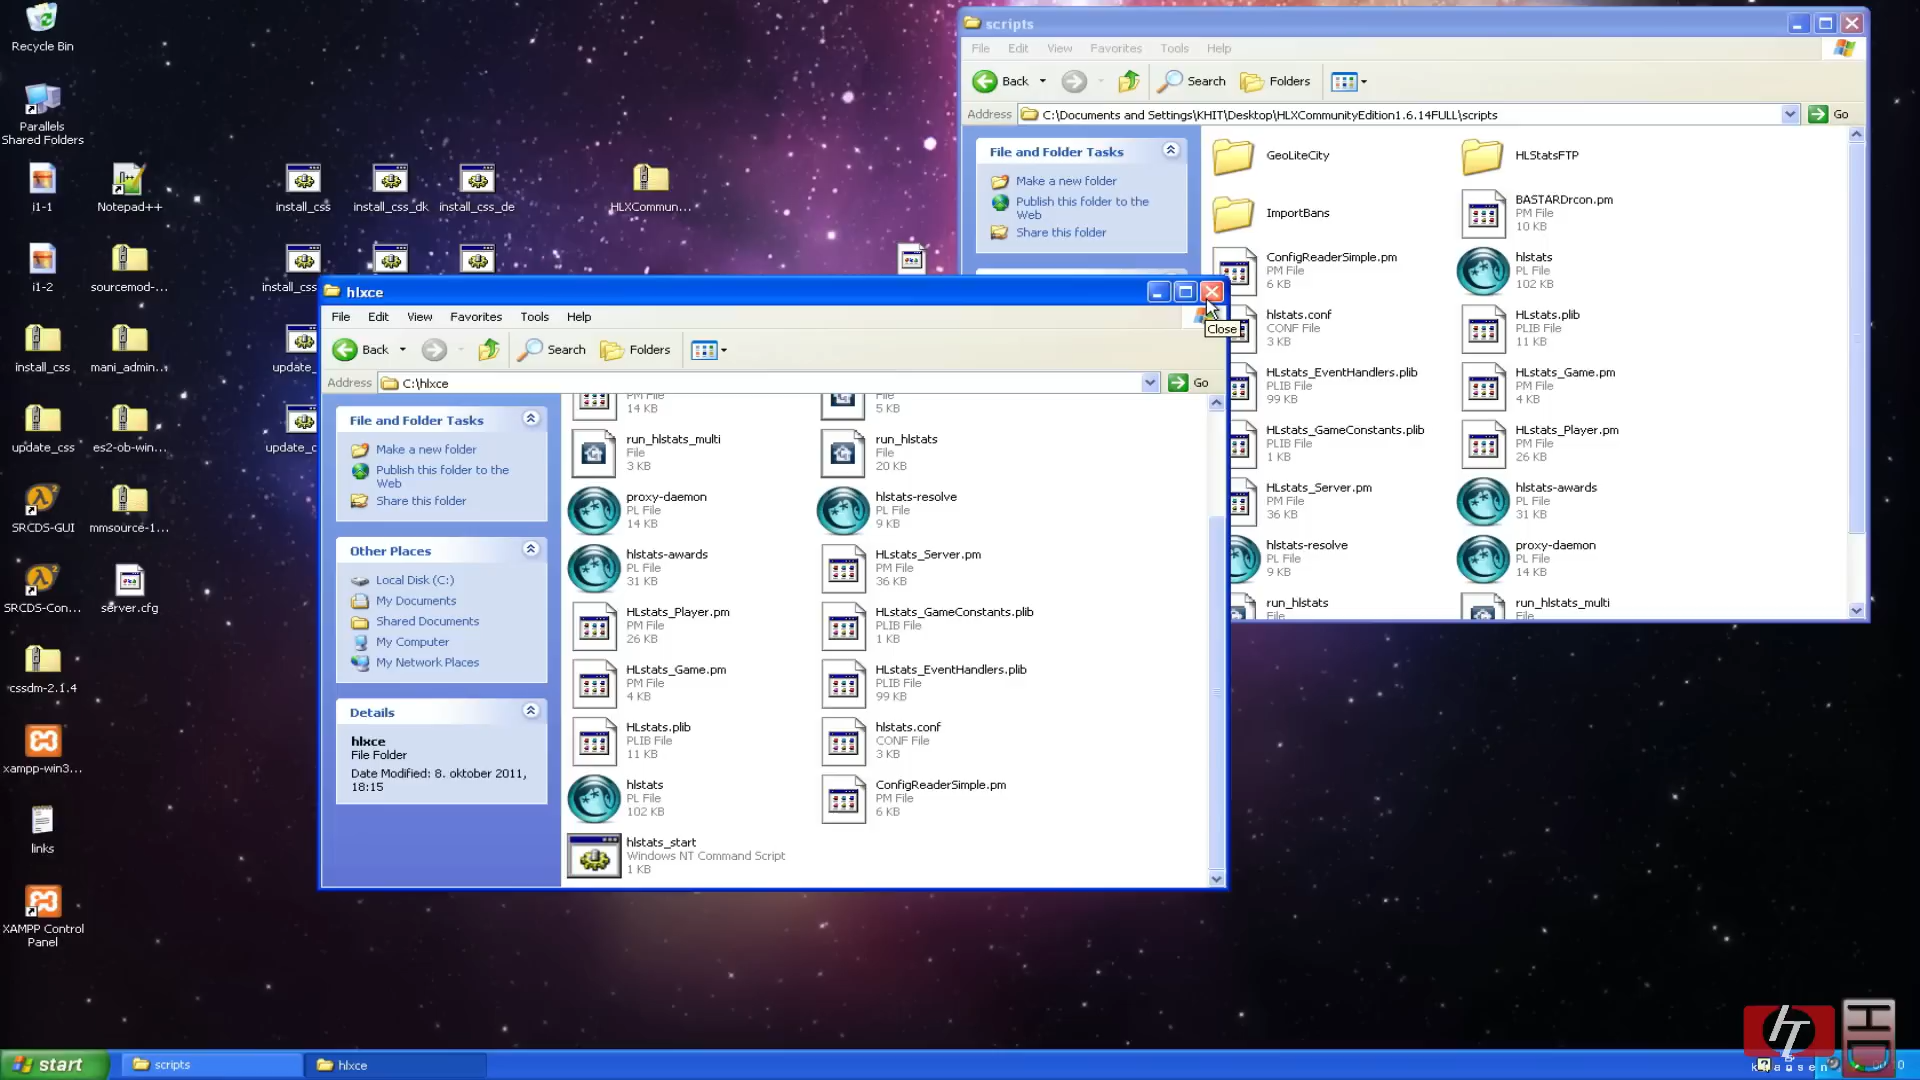 Recycle Bin
Parallels
Shared Folders
i1-1
Notepad++
install_css
install_css_dk
install_css_de
HLXCommun...
i1-2
sourcemod-...
install_css
install_css
mani_admin...
update_
update_css
es2-ob-win...
update_c
SRCDS-GUI
mmsource-1...
SRCDS-Con...
server.cfg
cssdm-2.1.4
xampp-win3...
links
XAMPP Control
Panel
scripts
File Edit View Favorites Tools Help
Back Search Folders
Address C:\Documents and Settings\KHIT\Desktop\HLXCommunityEdition1.6.14FULL\scripts Go
File and Folder Tasks
Make a new folder
Publish this folder to the
Web
Share this folder
GeoLiteCity
HLStatsFTP
ImportBans
BASTARDrcon.pm
PM File
10 KB
ConfigReaderSimple.pm
PM File
6 KB
hlstats
PL File
102 KB
hlstats.conf
CONF File
3 KB
HLstats.plib
PLIB File
11 KB
HLstats_EventHandlers.plib
PLIB File
99 KB
HLstats_Game.pm
PM File
4 KB
HLstats_GameConstants.plib
PLIB File
1 KB
HLstats_Player.pm
PM File
26 KB
HLstats_Server.pm
PM File
36 KB
hlstats-awards
PL File
31 KB
hlstats-resolve
PL File
9 KB
proxy-daemon
PL File
14 KB
run_hlstats
File
run_hlstats_multi
File
hlxce
Close
File Edit View Favorites Tools Help
Back Search Folders
Address C:\hlxce Go
File and Folder Tasks
Make a new folder
Publish this folder to the
Web
Share this folder
Other Places
Local Disk (C:)
My Documents
Shared Documents
My Computer
My Network Places
Details
hlxce
File Folder
Date Modified: 8. oktober 2011,
18:15
PM File
14 KB
File
5 KB
run_hlstats_multi
File
3 KB
run_hlstats
File
20 KB
proxy-daemon
PL File
14 KB
hlstats-resolve
PL File
9 KB
hlstats-awards
PL File
31 KB
HLstats_Server.pm
PM File
36 KB
HLstats_Player.pm
PM File
26 KB
HLstats_GameConstants.plib
PLIB File
1 KB
HLstats_Game.pm
PM File
4 KB
HLstats_EventHandlers.plib
PLIB File
99 KB
HLstats.plib
PLIB File
11 KB
hlstats.conf
CONF File
3 KB
hlstats
PL File
102 KB
ConfigReaderSimple.pm
PM File
6 KB
hlstats_start
Windows NT Command Script
1 KB
start
scripts
hlxce